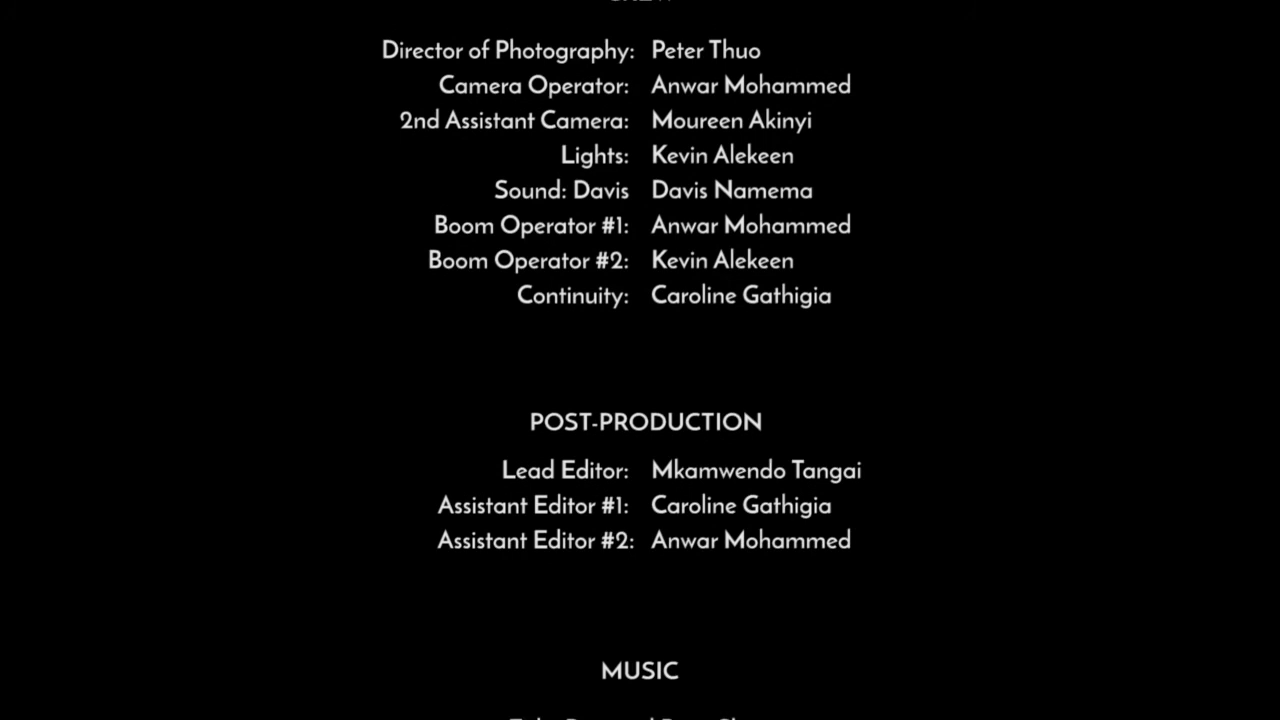 CREW
Director of Photography: Peter Thuo
Camera Operator: Anwar Mohammed
2nd Assistant Camera: Moureen Akinyi
Lights: Kevin Alekeen
Sound: Davis Davis Namema
Boom Operator #1: Anwar Mohammed
Boom Operator #2: Kevin Alekeen
Continuity: Caroline Gathigia
POST-PRODUCTION
Lead Editor: Mkamwendo Tangai
Assistant Editor #1: Caroline Gathigia
Assistant Editor #2: Anwar Mohammed
MUSIC